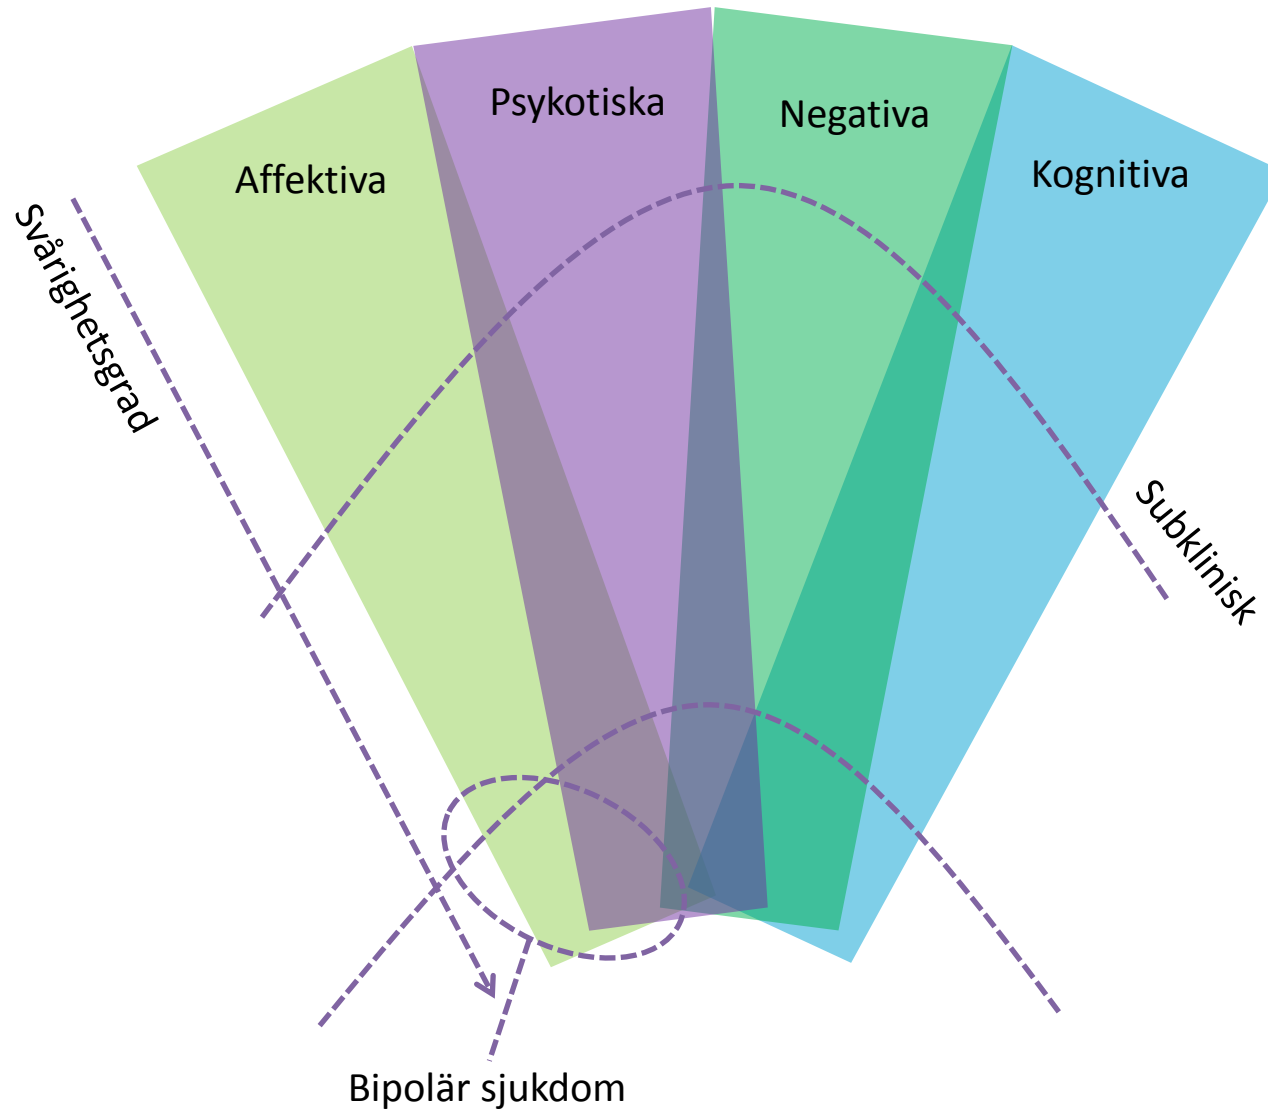 Psykotiska
Negativa
Affektiva
Kognitiva
Svårighetsgrad
Subklinisk
Bipolär sjukdom